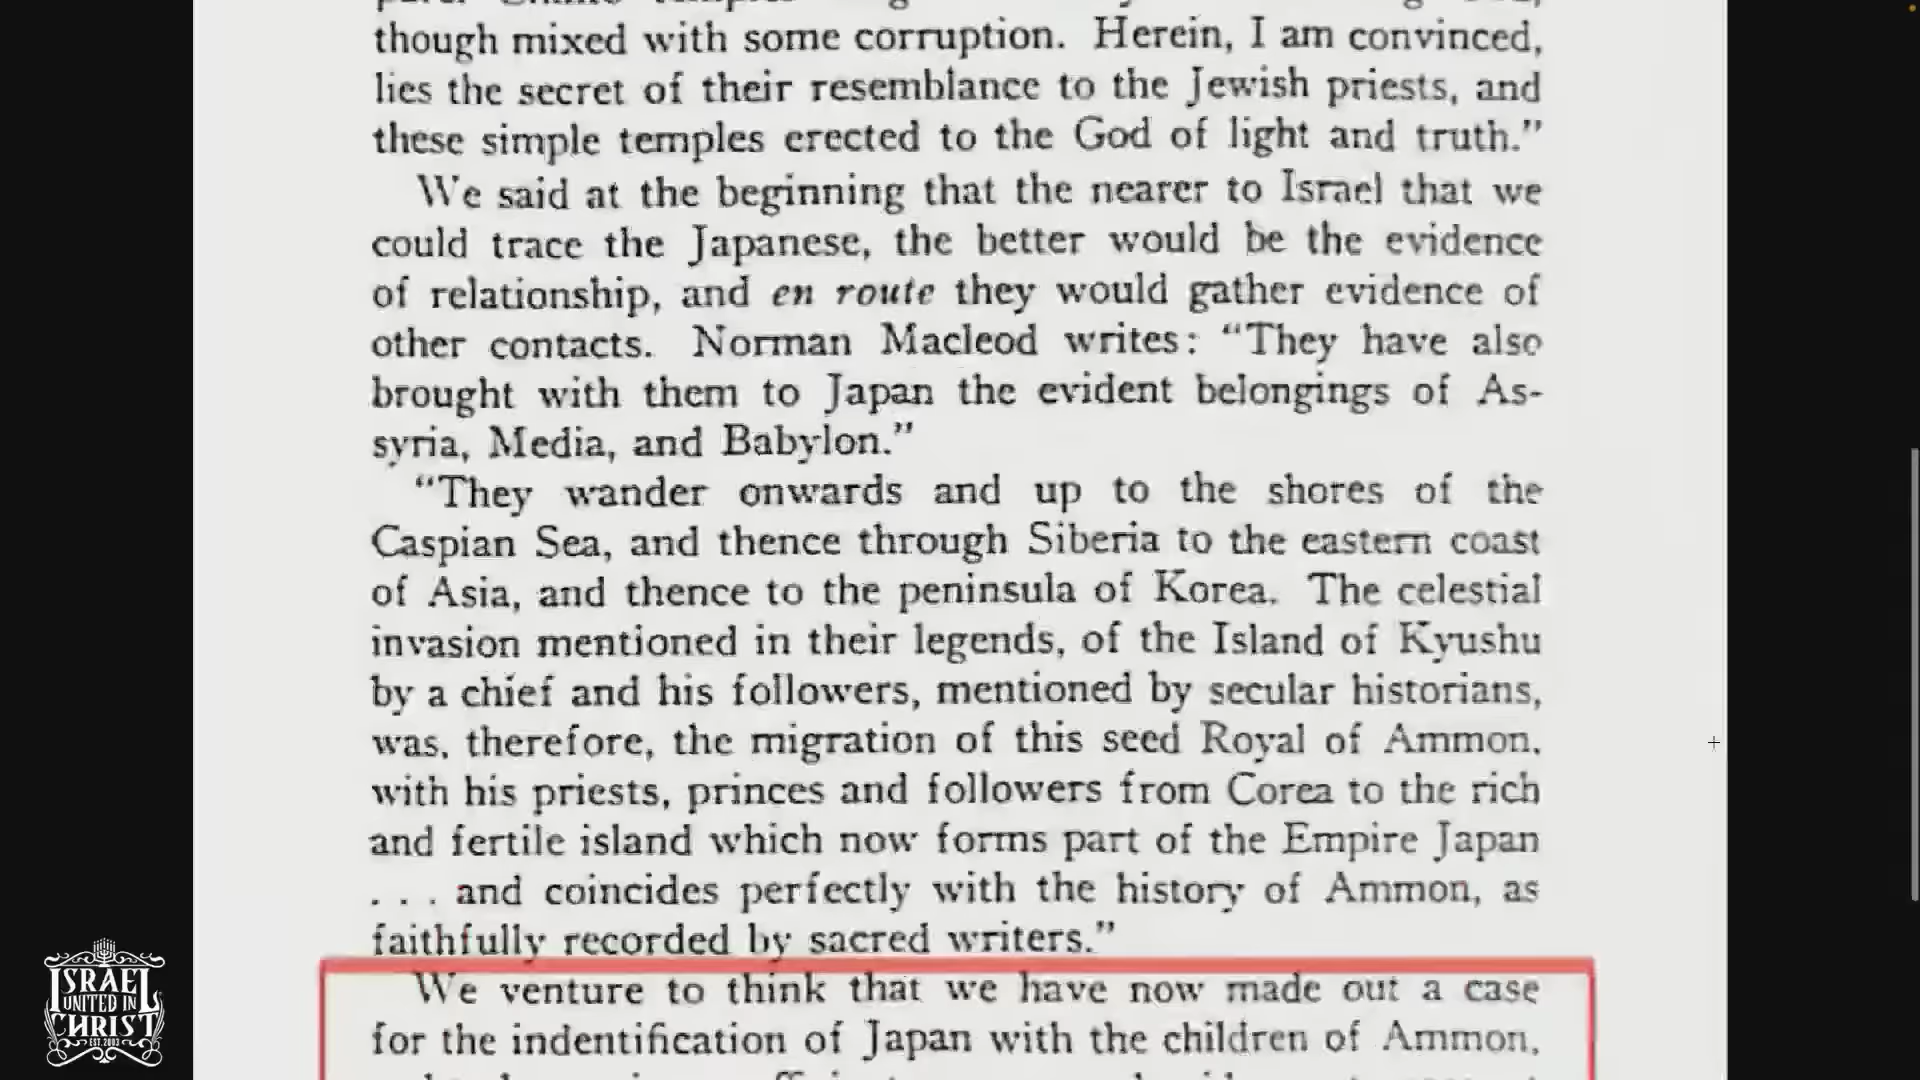 though mixed with some corruption. Herein, I am convinced,
lies the secret of their resemblance to the Jewish priests, and
these simple temples erected to the God of light and truth.”
We said at the beginning that the nearer to Israel that we
could trace the Japanese, the better would be the evidence
of relationship, and en route they would gather evidence of
other contacts. Norman Macleod writes: “They have also
brought with them to Japan the evident belongings of As-
syria, Media, and Babylon.”
“They wander onwards and up to the shores of the
Caspian Sea, and thence through Siberia to the eastern coast
of Asia, and thence to the peninsula of Korea. The celestial
invasion mentioned in their legends, of the Island of Kyushu
by a chief and his followers, mentioned by secular historians,
was, therefore, the migration of this seed Royal of Ammon,
with his priests, princes and followers from Corea to the rich
and fertile island which now forms part of the Empire Japan
. . . and coincides perfectly with the history of Ammon, as
faithfully recorded by sacred writers.”
We venture to think that we have now made out a case
for the indentification of Japan with the children of Ammon,
ISRAEL
UNITED IN
CHRIST
EST. 2003